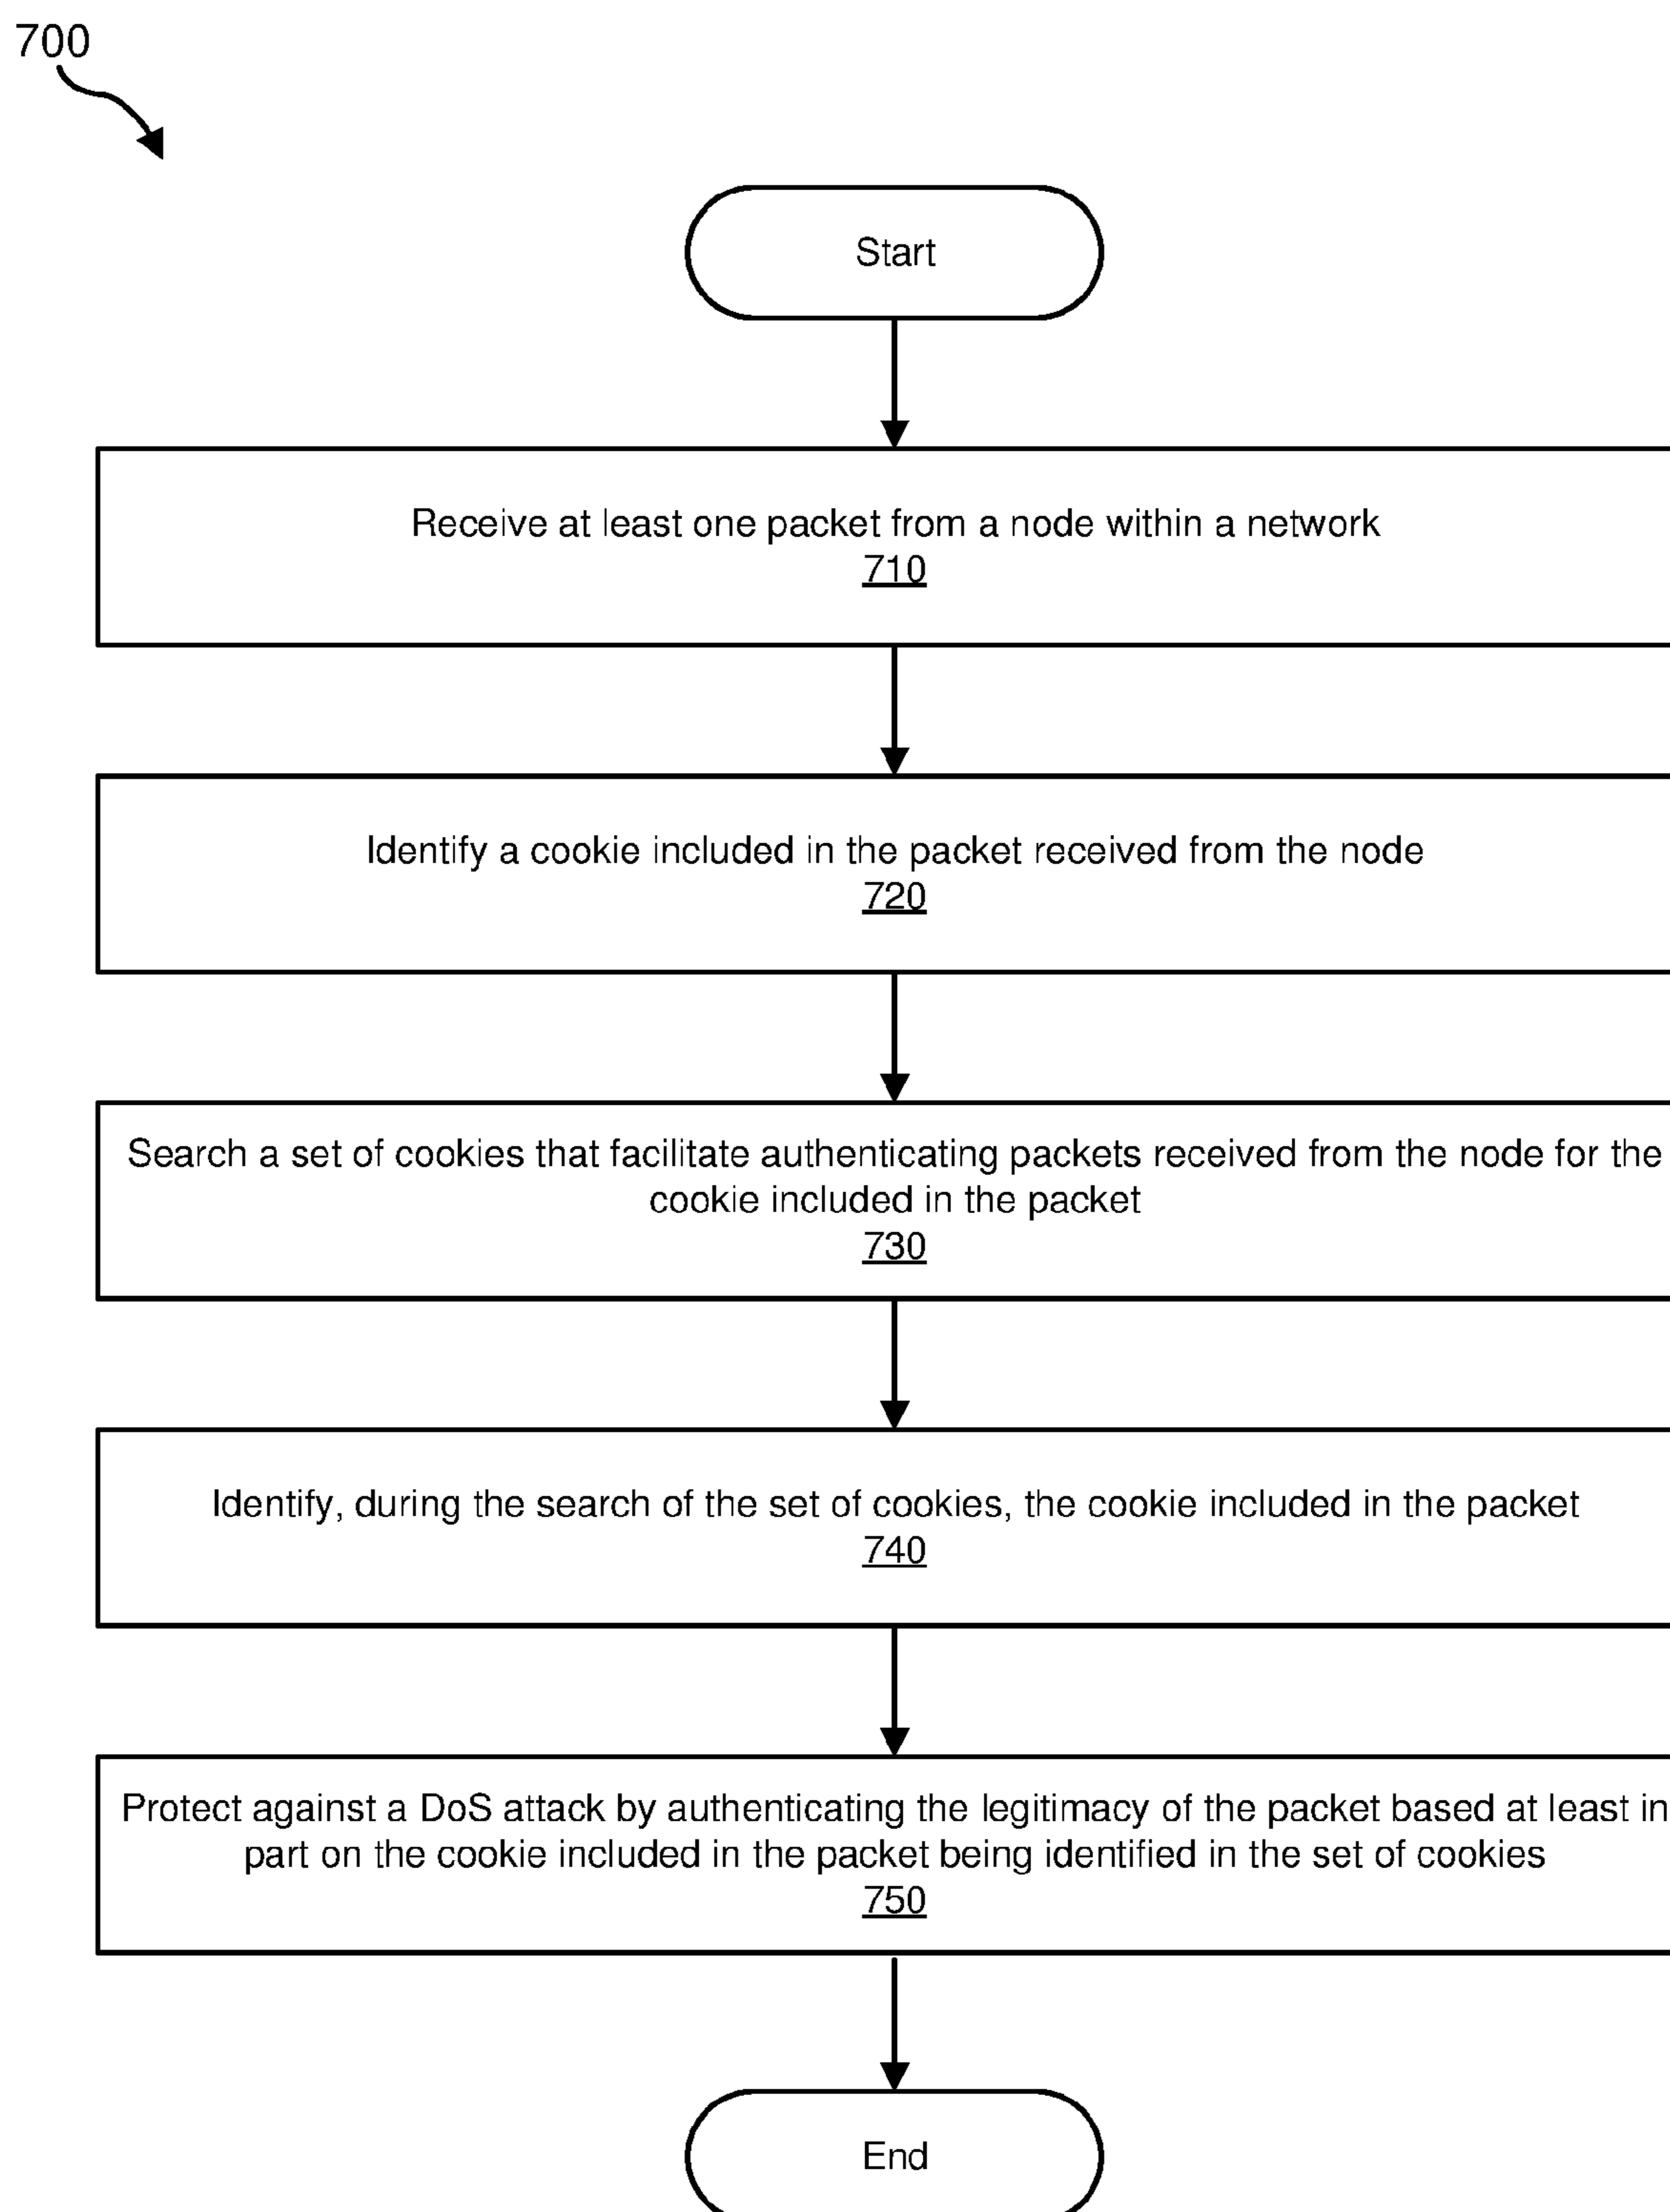 700
Start
Receive at least one packet from a node within a network
710
Identify a cookie included in the packet received from the node
720
Search a set of cookies that facilitate authenticating packets received from the node for the
cookie included in the packet
730
Identify, during the search of the set of cookies, the cookie included in the packet
740
Protect against a DoS attack by authenticating the legitimacy of the packet based at least in
part on the cookie included in the packet being identified in the set of cookies
750
End